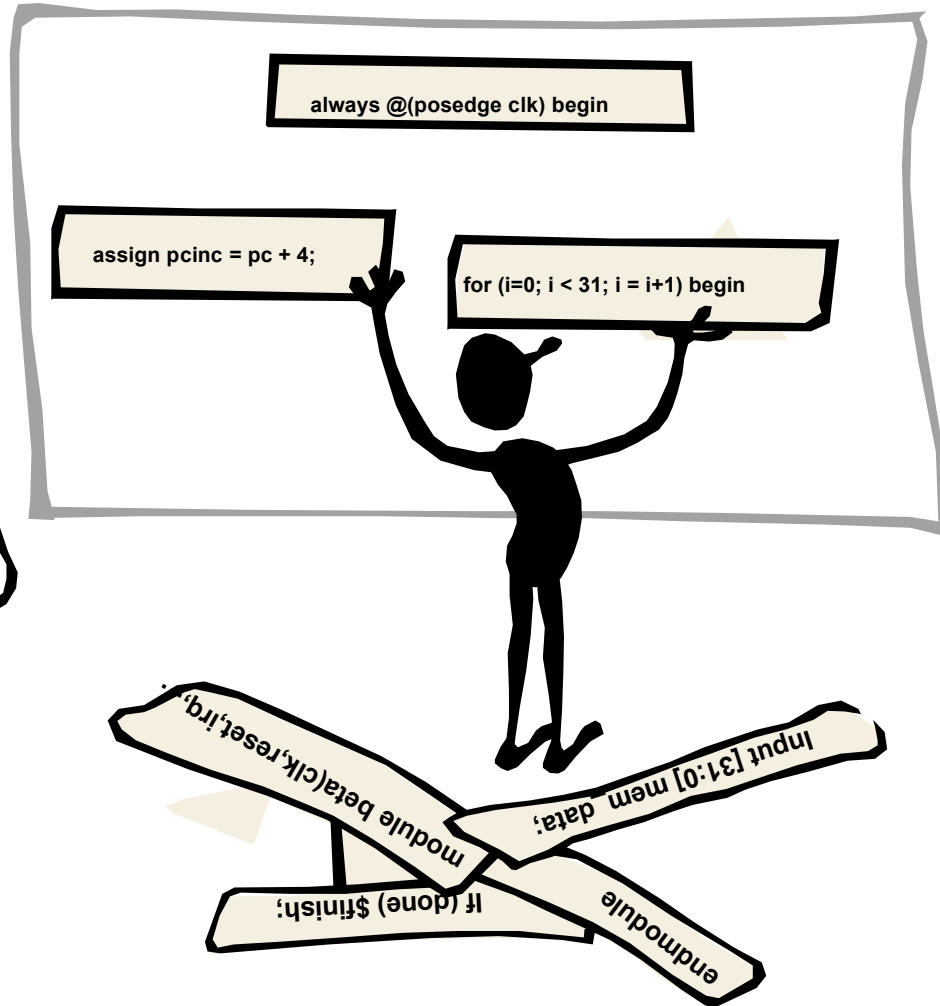 always @(posedge clk) begin
assign pcinc = pc + 4;
for (i=0; i < 31; i = i+1) begin
module beta(clk,reset,irq,…
Input [31:0] mem_data;
If (done) $finish;
endmodule